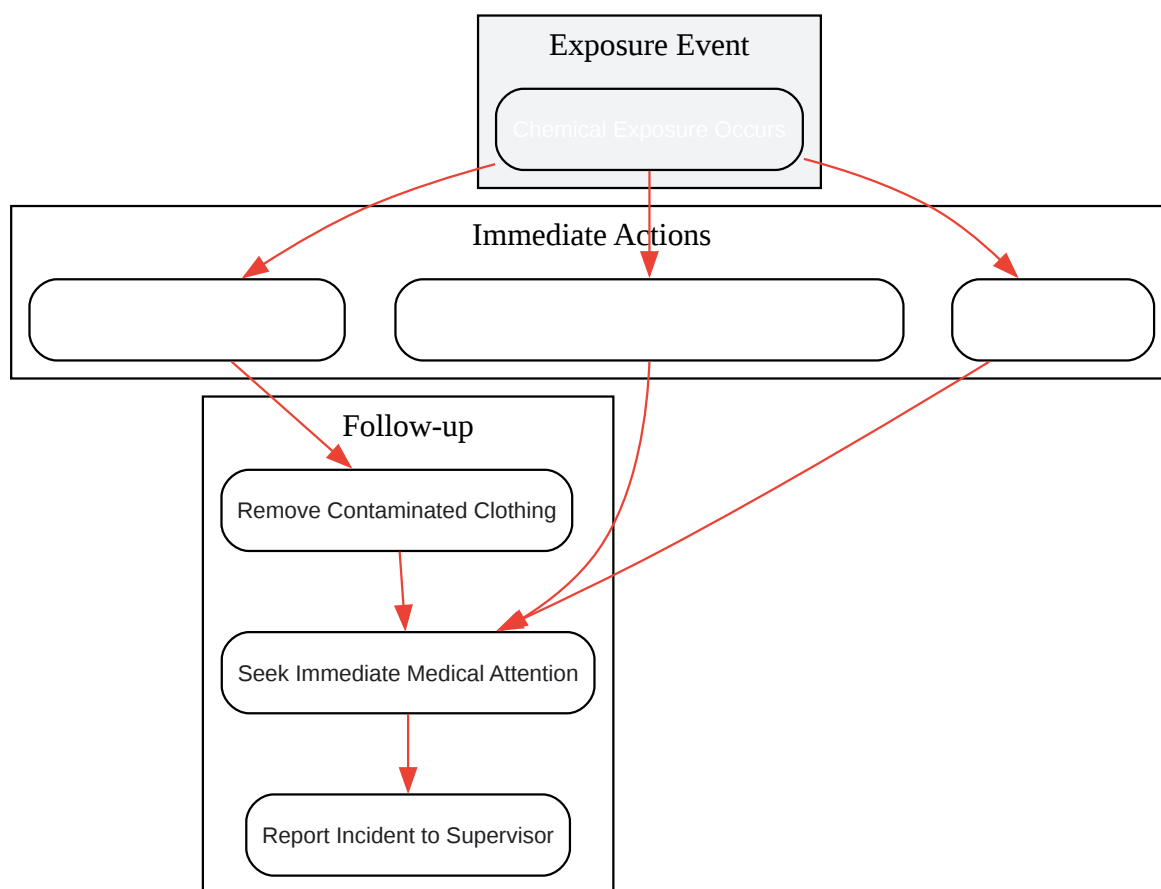 Exposure Event
Chemical Exposure Occurs
Immediate Actions
Follow-up
Remove Contaminated Clothing
Seek Immediate Medical Attention
Report Incident to Supervisor